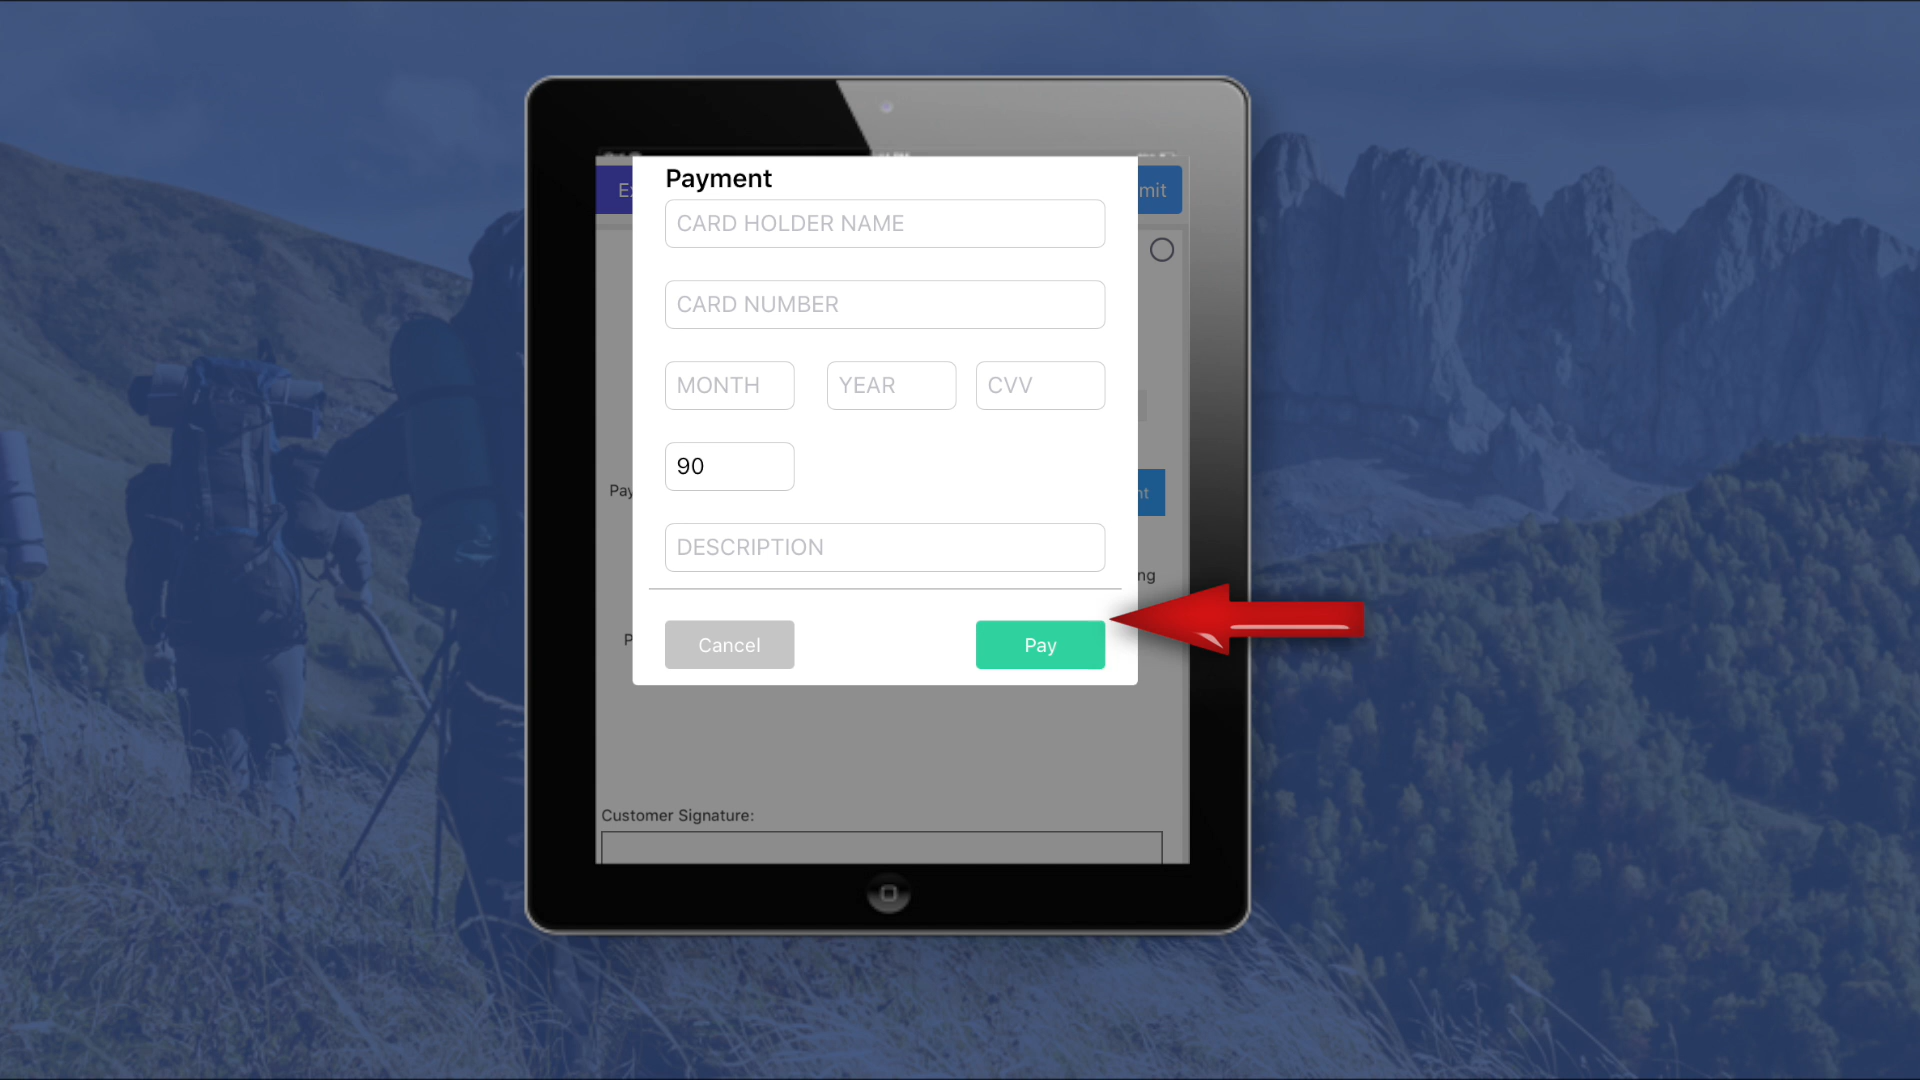 Payment
CARD HOLDER NAME
CARD NUMBER
MONTH YEAR CVV
90
DESCRIPTION
Cancel Pay
Customer Signature: